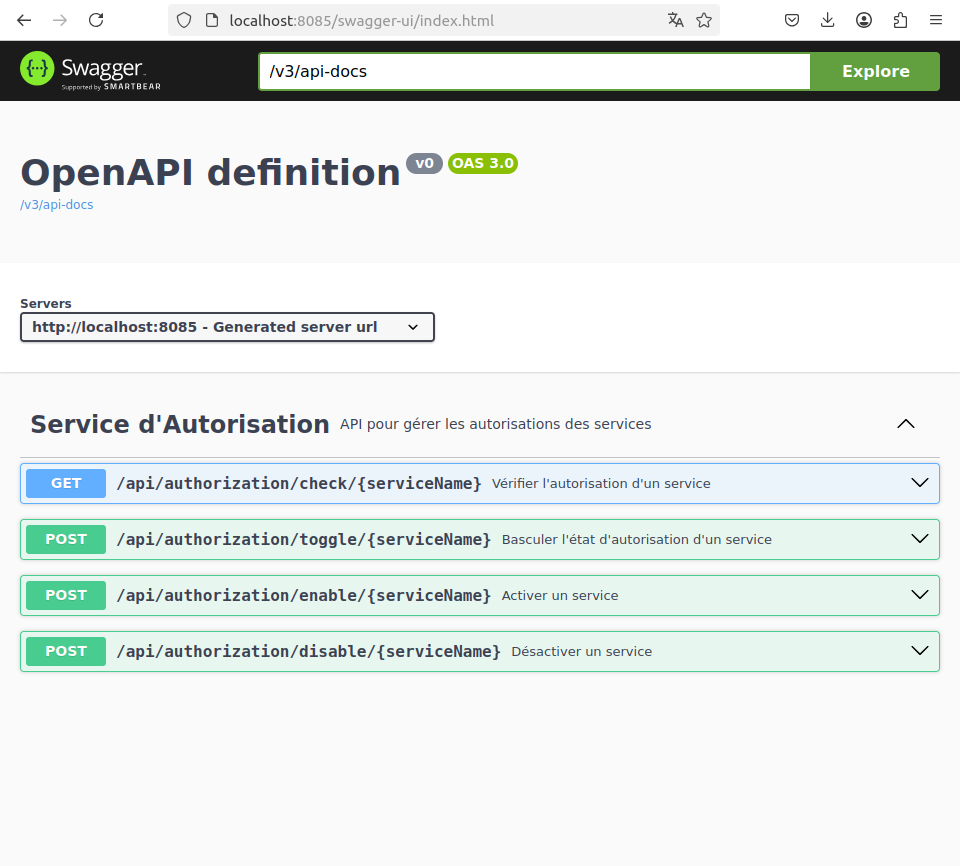 localhost:8085/swagger-ui/index.html
{···} Swagger
Supported by SMARTBEAR
/v3/api-docs
Explore
OpenAPI definition v0 OAS 3.0
/v3/api-docs
Servers
http://localhost:8085 - Generated server url
Service d'Autorisation API pour gérer les autorisations des services
GET /api/authorization/check/{serviceName} Vérifier l'autorisation d'un service
POST /api/authorization/toggle/{serviceName} Basculer l'état d'autorisation d'un service
POST /api/authorization/enable/{serviceName} Activer un service
POST /api/authorization/disable/{serviceName} Désactiver un service